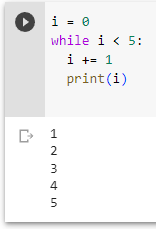 i = 0
while i < 5:
  i += 1
  print(i)
1
2
3
4
5